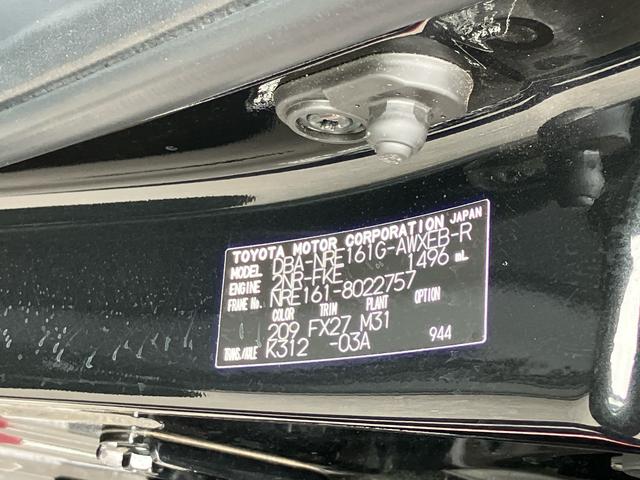 TOYOTA MOTOR CORPORATION JAPAN
MODEL DBA-NRE161G-AWXEB-R
ENGINE 2NR-FKE 1496 mL
FRAME No. NRE161-8022757
COLOR TRIM PLANT OPTION
209 FX27 M31
TRANS./AXLE K312 -03A 944